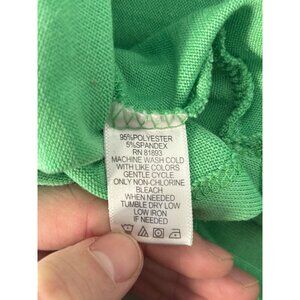 95%POLYESTER
5%SPANDEX
RN 81693
MACHINE WASH COLD
WITH LIKE COLORS
GENTLE CYCLE
ONLY NON-CHLORINE
BLEACH
WHEN NEEDED
TUMBLE DRY LOW
LOW IRON
IF NEEDED